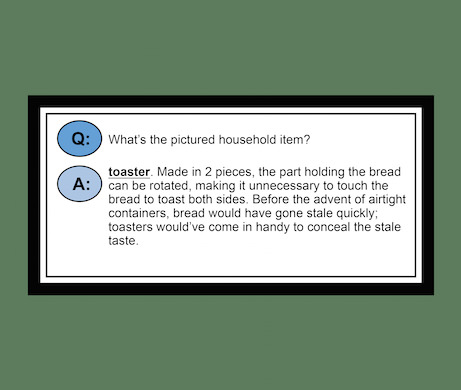 Q: What's the pictured household item?
A: toaster. Made in 2 pieces, the part holding the bread
can be rotated, making it unnecessary to touch the
bread to toast both sides. Before the advent of airtight
containers, bread would have gone stale quickly;
toasters would've come in handy to conceal the stale
taste.